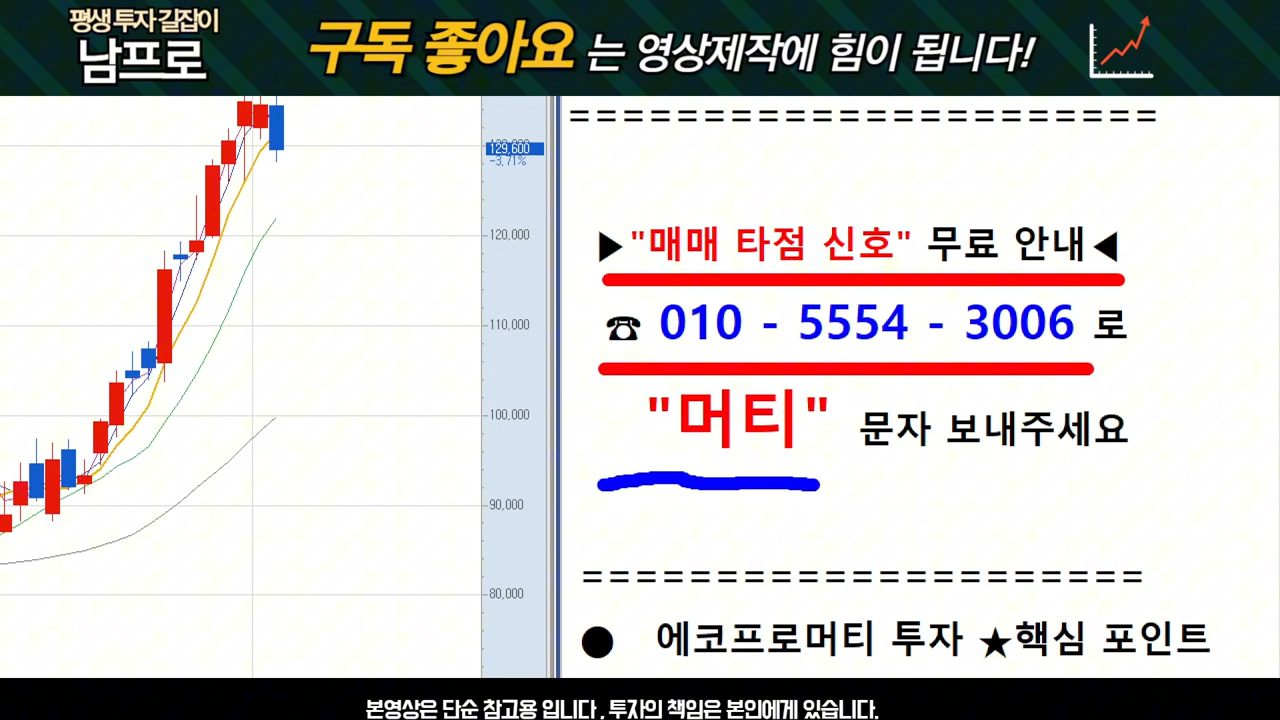 평생 투자 길잡이
남프로
구독 좋아요 는 영상제작에 힘이 됩니다!
129,600
-3,71%
120,000
110,000
100,000
90,000
80,000
======================
▶"매매 타점 신호" 무료 안내◀
☎ 010 - 5554 - 3006 로
"머티" 문자 보내주세요
=====================
● 에코프로머티 투자 ★핵심 포인트
본영상은 단순 참고용 입니다, 투자의 책임은 본인에게 있습니다.